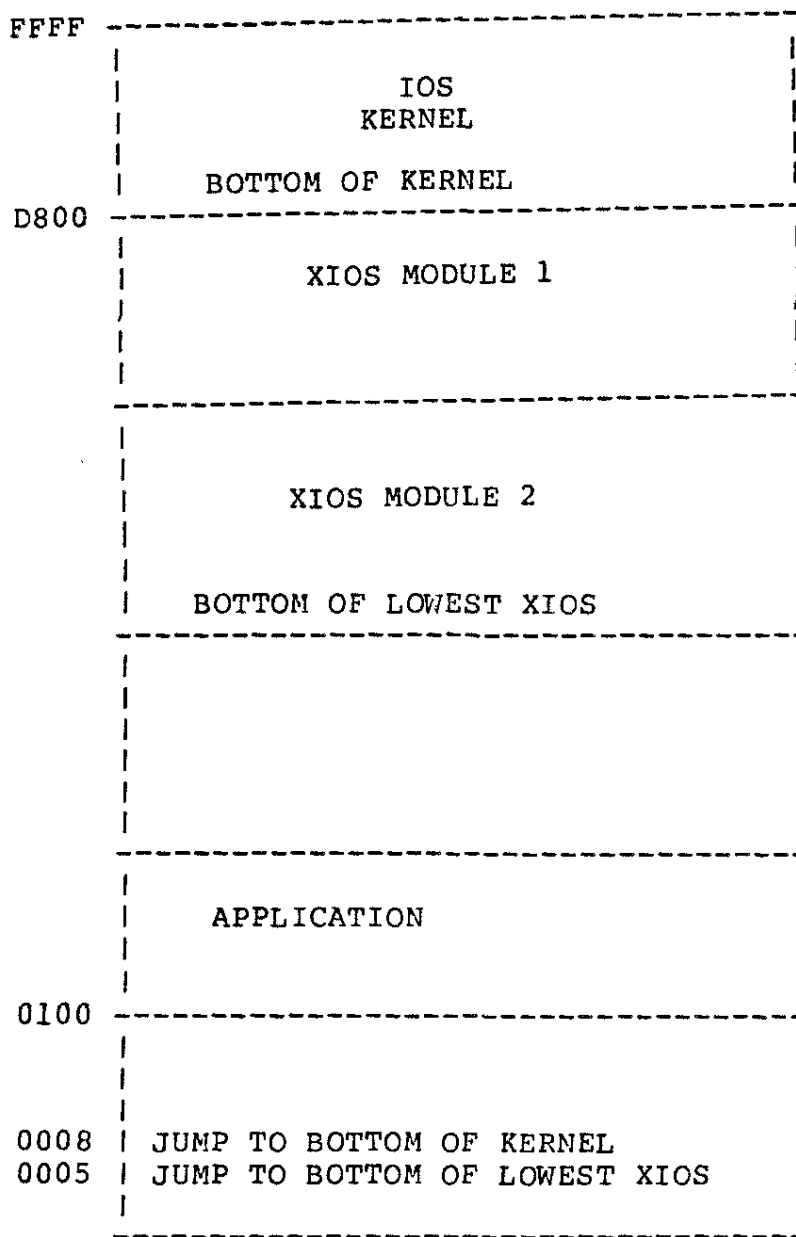 FFFF
IOS
KERNEL
BOTTOM OF KERNEL
D800
XIOS MODULE 1
XIOS MODULE 2
BOTTOM OF LOWEST XIOS
APPLICATION
0100
0008 JUMP TO BOTTOM OF KERNEL
0005 JUMP TO BOTTOM OF LOWEST XIOS